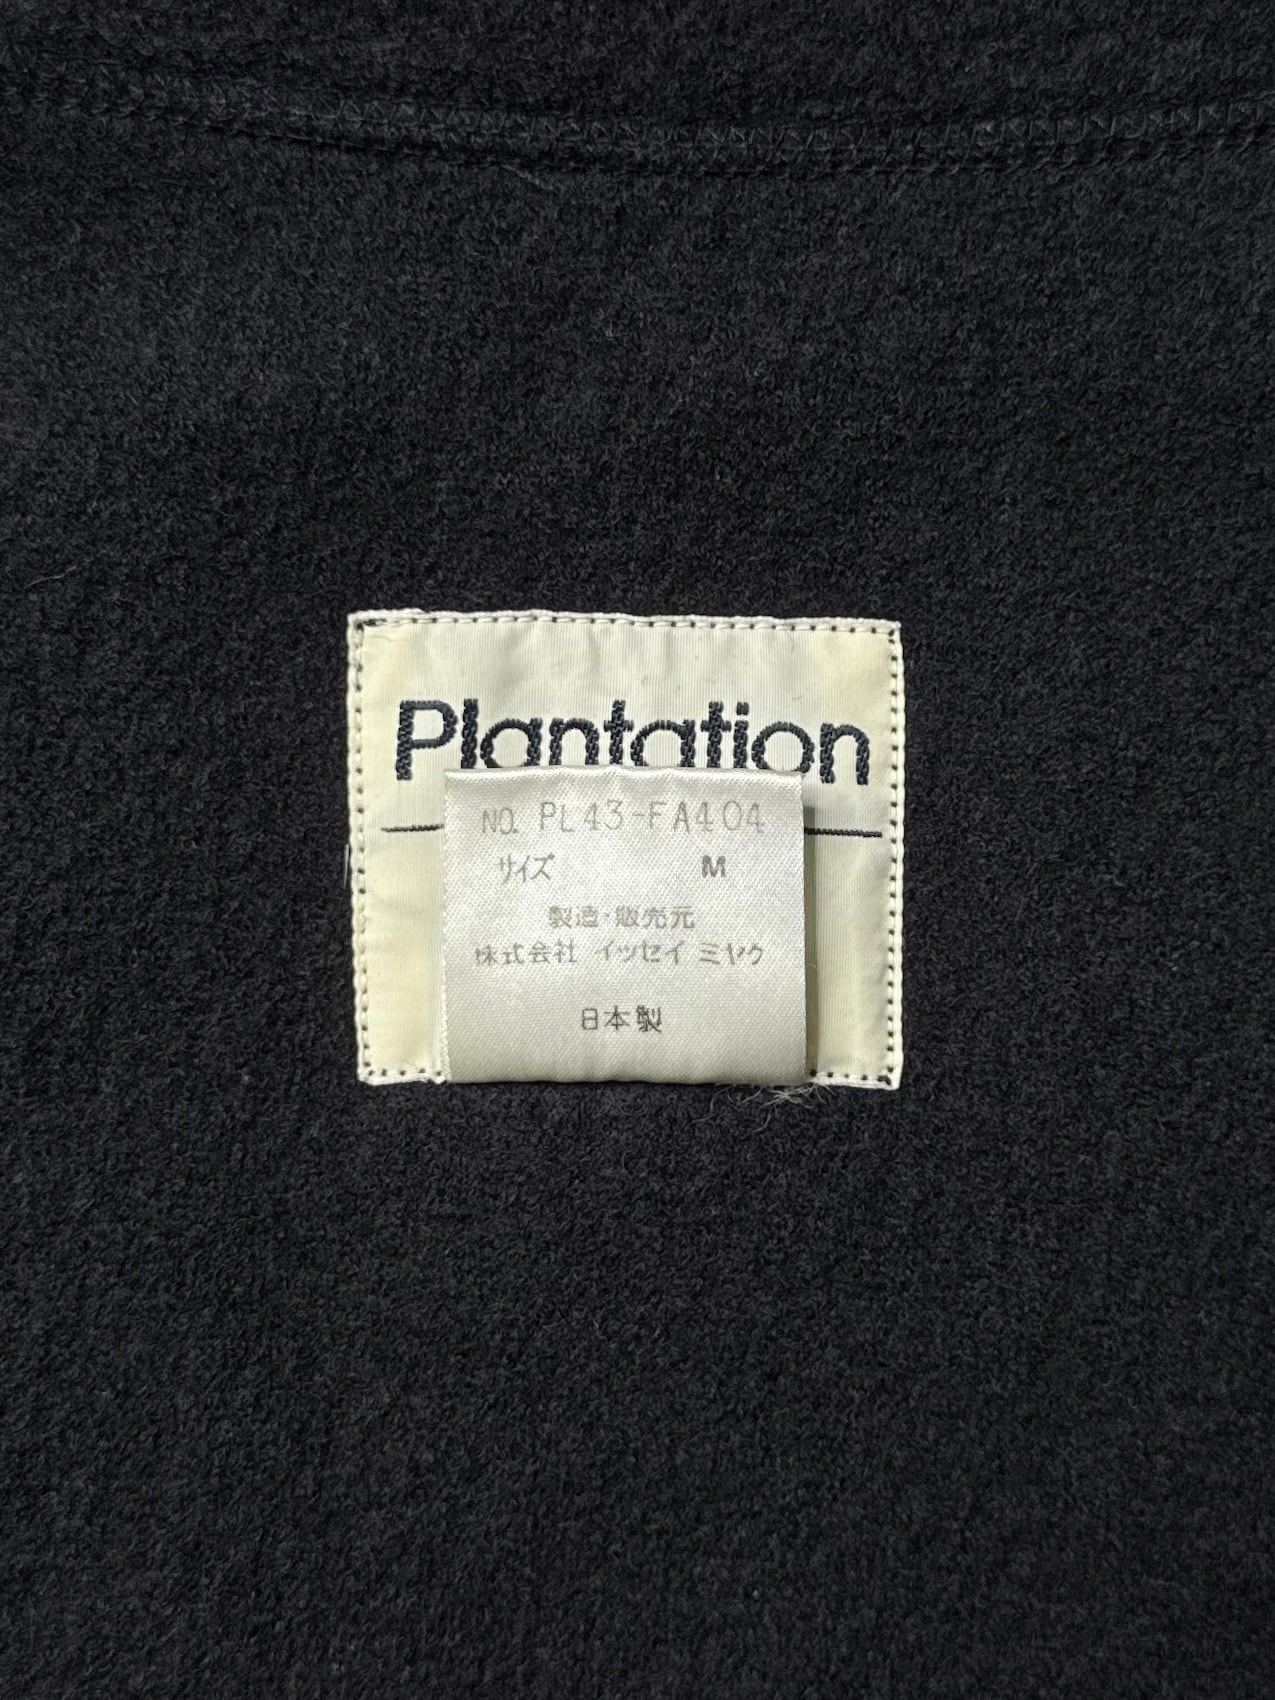 Plantation
NO. PL43-FA404
サイズ M
製造・販売元
株式会社 イッセイ ミヤケ
日本製